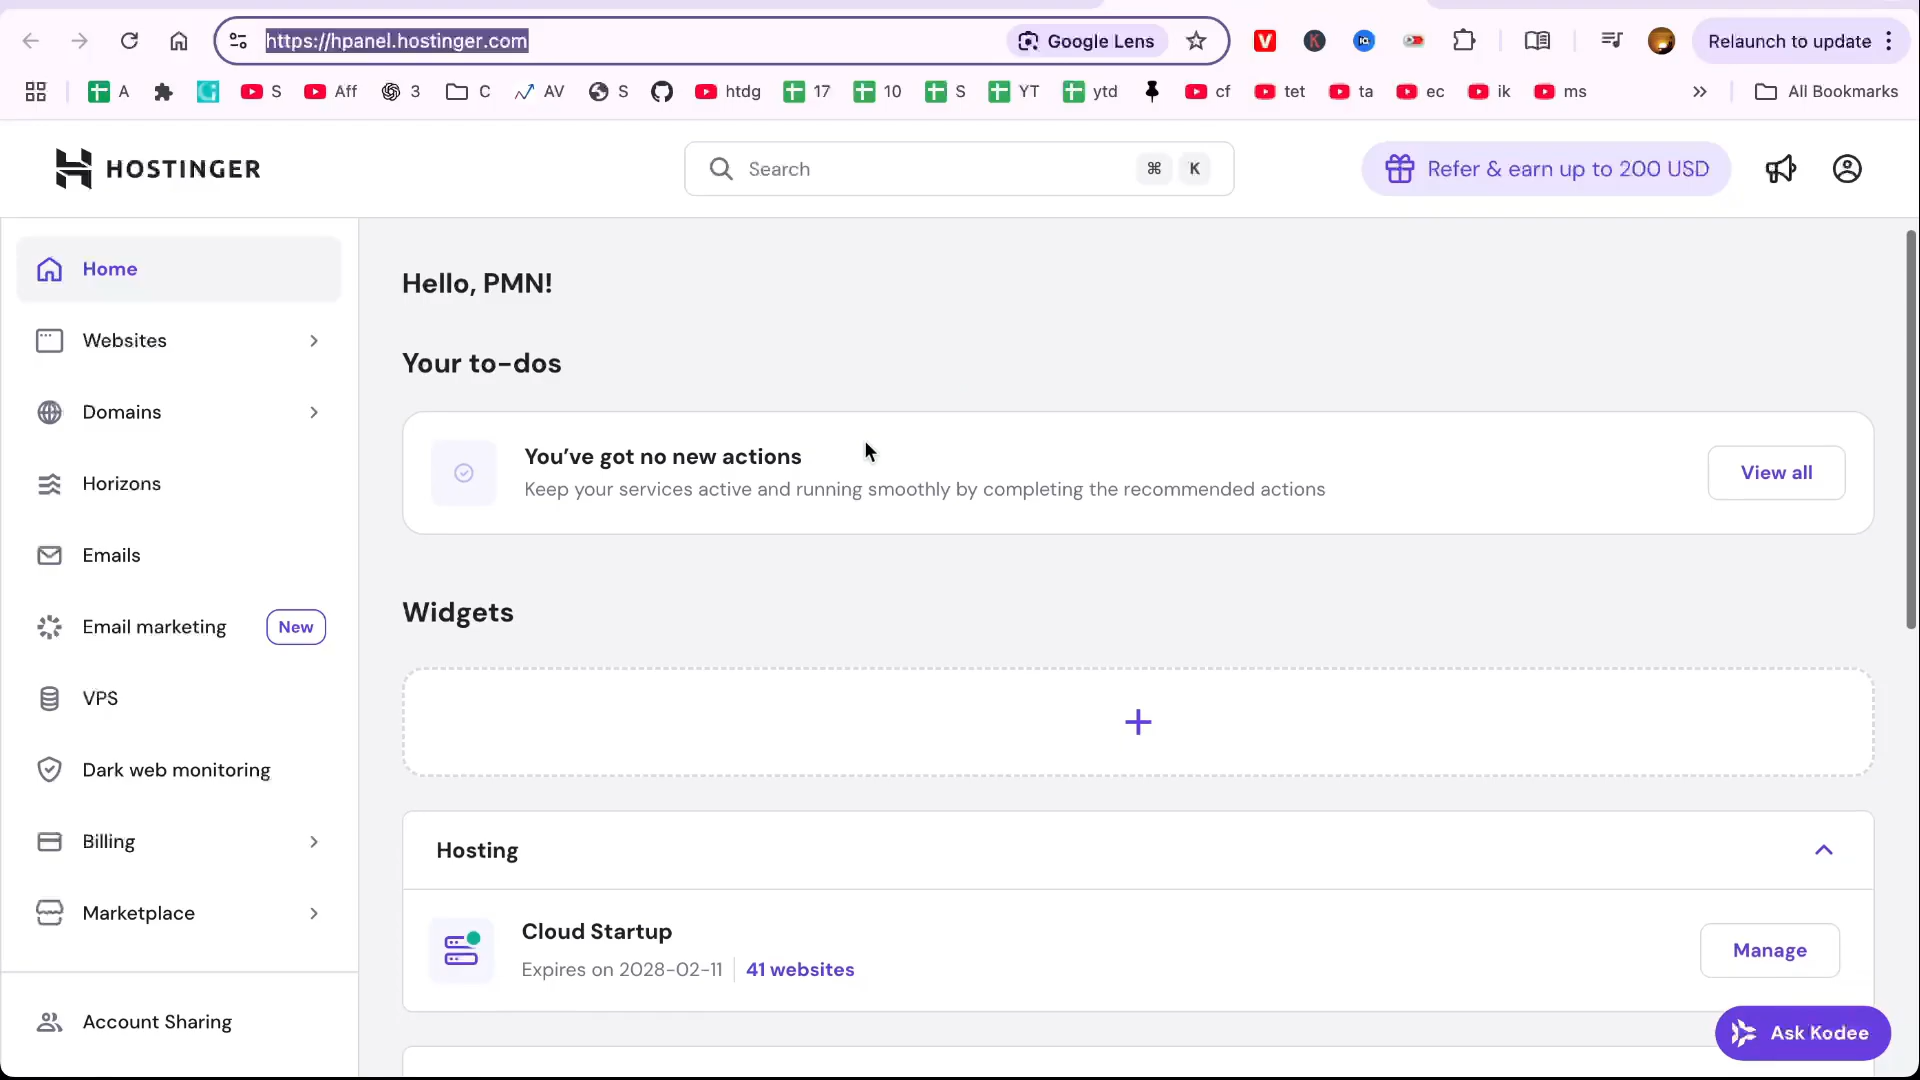 https://hpanel.hostinger.com
Google Lens
Relaunch to update
A
S
Aff
3
C
AV
S
htdg
17
10
S
YT
ytd
cf
tet
ta
ec
ik
ms
All Bookmarks
HOSTINGER
Search
⌘ K
Refer & earn up to 200 USD
Home
Websites
Domains
Horizons
Emails
Email marketing New
VPS
Dark web monitoring
Billing
Marketplace
Account Sharing
Hello, PMN!
Your to-dos
You’ve got no new actions
Keep your services active and running smoothly by completing the recommended actions
View all
Widgets
Hosting
Cloud Startup
Expires on 2028-02-11
41 websites
Manage
Ask Kodee